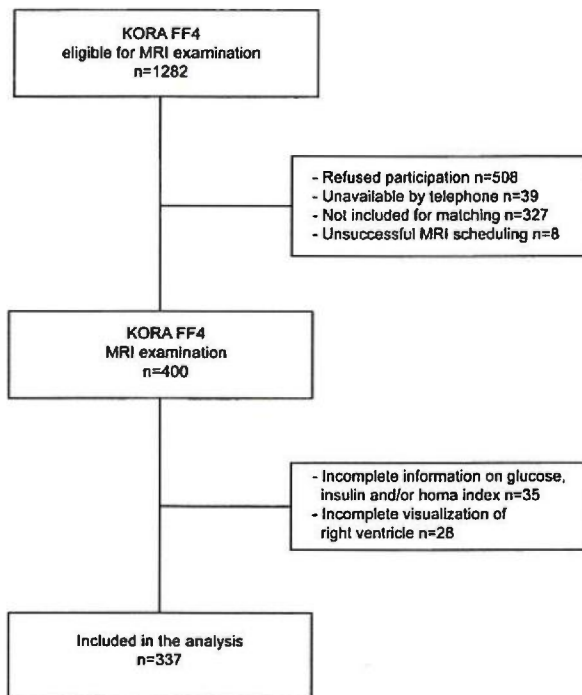 KORA FF4
eligible for MRI examination
n=1282
- Refused participation n=508
- Unavailable by telephone n=39
- Not included for matching n=327
- Unsuccessful MRI scheduling n=8
KORA FF4
MRI examination
n=400
- Incomplete information on glucose,
insulin and/or homa index n=35
- Incomplete visualization of
right ventricle n=28
Included in the analysis
n=337